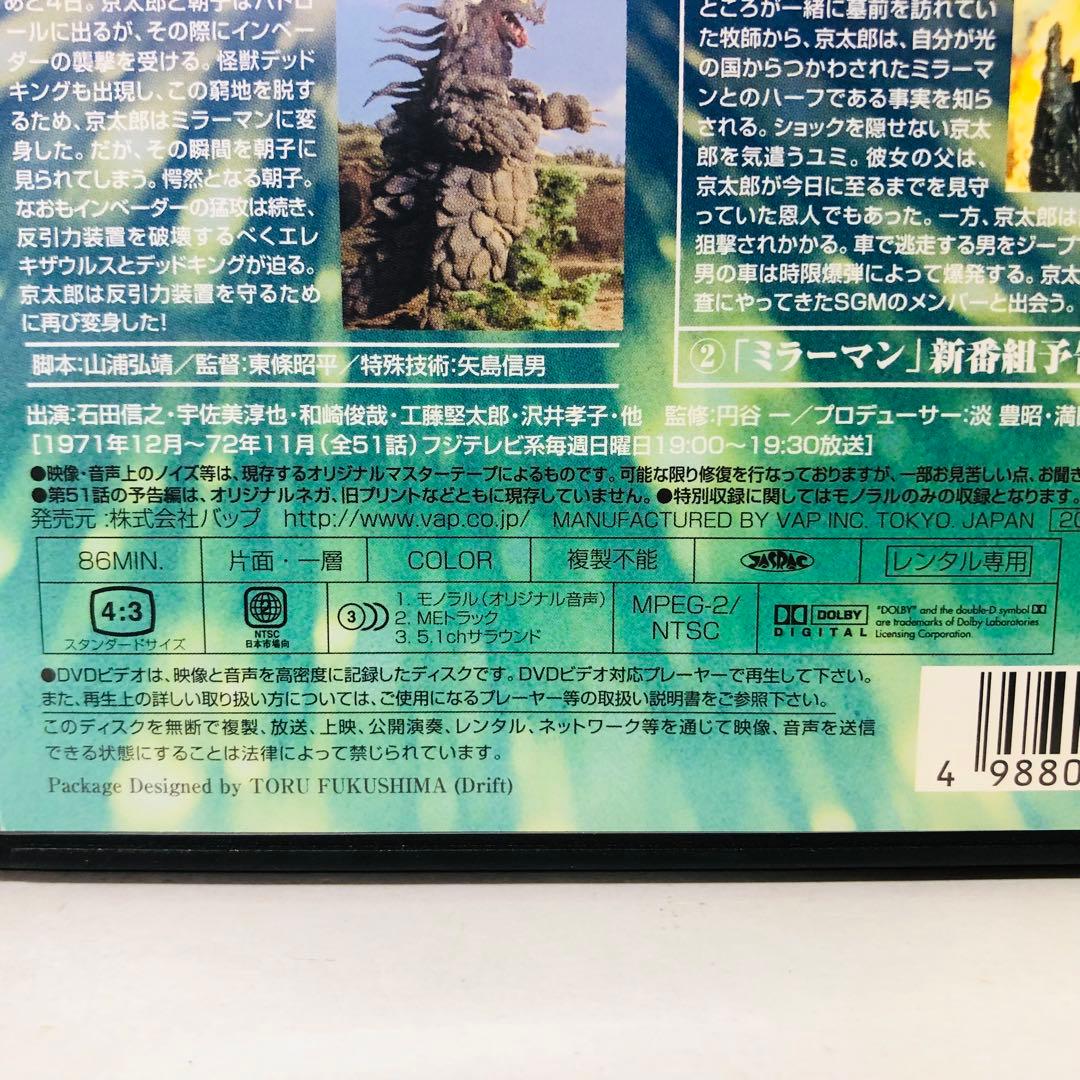 あと4日。京太郎と朝子はパトロ
ールに出るが、その際にインベー
ダーの襲撃を受ける。怪獣デッド
キングも出現し、この窮地を脱す
るため、京太郎はミラーマンに変
身した。だが、その瞬間を朝子に
見られてしまう。愕然となる朝子。
なおもインベーダーの猛攻は続き、
反引力装置を破壊するべくエレ
キザウルスとデッドキングが迫る。
京太郎は反引力装置を守るため
に再び変身した!
脚本:山浦弘靖/監督:東條昭平/特殊技術:矢島信男
ところが一緒に墓前を訪れてい
た牧師から、京太郎は、自分が光
の国からつかわされたミラーマ
ンとのハーフである事実を知ら
される。ショックを隠せない京太
郎を気遣うユミ。彼女の父は、
京太郎が今日に至るまでを見守
っていた恩人でもあった。一方、京太郎は
狙撃されかかる。車で逃走する男をジープ
男の車は時限爆弾によって爆発する。京太
査にやってきたSGMのメンバーと出会う。
②「ミラーマン」新番組予告
出演:石田信之・宇佐美淳也・和崎俊哉・工藤堅太郎・沢井孝子・他 監修:円谷 一/プロデューサー:淡 豊昭・満田
[1971年12月〜72年11月(全51話)フジテレビ系毎週日曜日19:00〜19:30放送]
●映像・音声上のノイズ等は、現存するオリジナルマスターテープによるものです。可能な限り修復を行なっておりますが、一部お見苦しい点、お聞き
●第51話の予告編は、オリジナルネガ、旧プリントなどともに現存していません。●特別収録に関してはモノラルのみの収録となります。
発売元:株式会社バップ http://www.vap.co.jp/ MANUFACTURED BY VAP INC. TOKYO. JAPAN 20
86MIN. 片面・一層 COLOR 複製不能 JASRAC レンタル専用
4:3 スタンダードサイズ
2 NTSC 日本市場向
3 1. モノラル(オリジナル音声)
2. MEトラック
3. 5.1chサラウンド
MPEG-2/
NTSC
DOLBY DIGITAL
"DOLBY" and the double-D symbol
are trademarks of Dolby Laboratories
Licensing Corporation.
●DVDビデオは、映像と音声を高密度に記録したディスクです。DVDビデオ対応プレーヤーで再生して下さい。
また、再生上の詳しい取り扱い方については、ご使用になるプレーヤー等の取扱い説明書をご参照下さい。
このディスクを無断で複製、放送、上映、公開演奏、レンタル、ネットワーク等を通じて映像、音声を送信
できる状態にすることは法律によって禁じられています。
Package Designed by TORU FUKUSHIMA (Drift)
4 9880